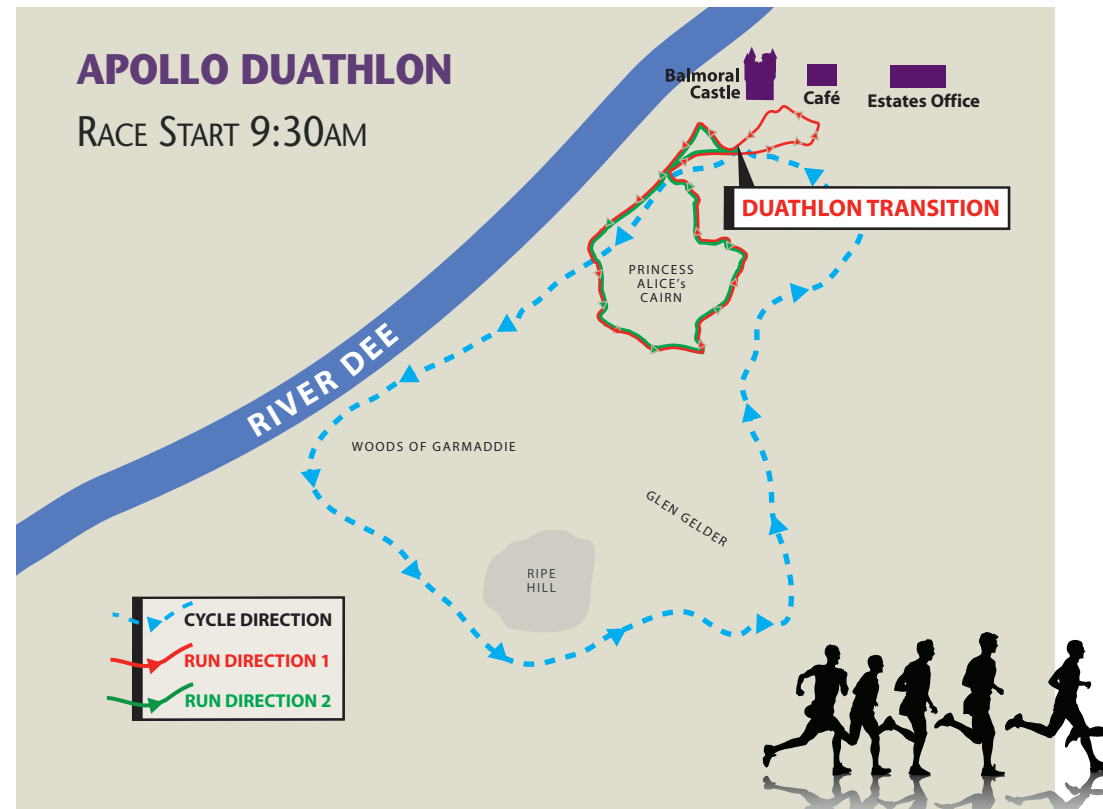 APOLLO DUATHLON
RACE START 9:30AM
Balmoral
Castle
Café
Estates Office
DUATHLON TRANSITION
PRINCESS
ALICE's
CAIRN
RIVER DEE
WOODS OF GARMADDIE
GLEN GELDER
RIPE
HILL
CYCLE DIRECTION
RUN DIRECTION 1
RUN DIRECTION 2